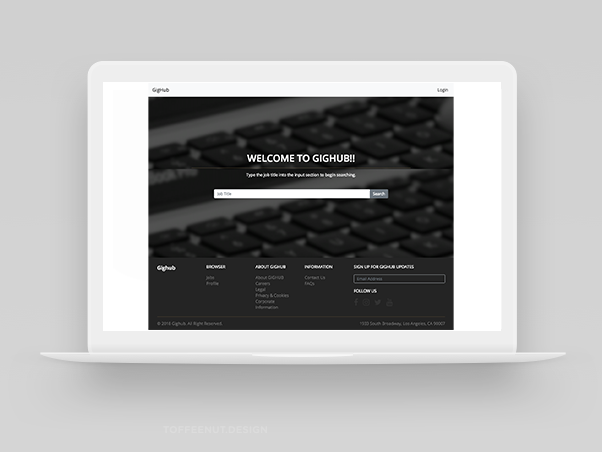 GigHub
Login
WELCOME TO GIGHUB!!
Type the job title into the input section to begin searching.
Job Title
Search
Gighub
BROWSER
Jobs
Profile
ABOUT GIGHUB
About GIGHUB
Careers
Legal
Privacy & Cookies
Corporate
Information
INFORMATION
Contact Us
FAQs
SIGN UP FOR GIGHUB UPDATES
Email Address
FOLLOW US
© 2016 Gighub. All Right Reserved.
1933 South Broadway, Los Angeles, CA 90007
TOFFEENUT DESIGN